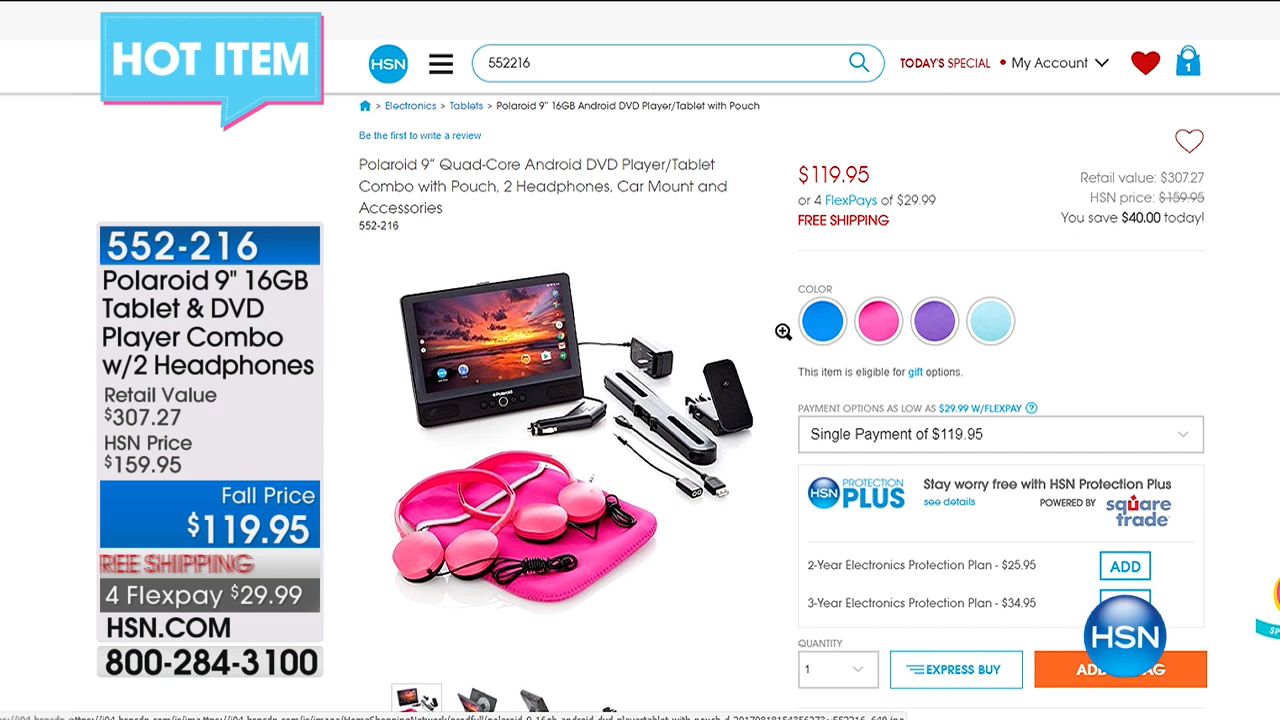 HOT ITEM
HSN
552216
TODAY'S SPECIAL • My Account
1
> Electronics > Tablets > Polaroid 9" 16GB Android DVD Player/Tablet with Pouch
Be the first to write a review
Polaroid 9" Quad-Core Android DVD Player/Tablet
Combo with Pouch, 2 Headphones, Car Mount and
Accessories
552-216
$119.95
or 4 FlexPays of $29.99
FREE SHIPPING
Retail value: $307.27
HSN price: $159.95
You save $40.00 today!
552-216
Polaroid 9" 16GB
Tablet & DVD
Player Combo
w/2 Headphones
Retail Value
$307.27
HSN Price
$159.95
Fall Price
$119.95
REE SHIPPING
4 Flexpay $29.99
HSN.COM
800-284-3100
Polaroid
COLOR
This item is eligible for gift options.
PAYMENT OPTIONS AS LOW AS $29.99 W/FLEXPAY ?
Single Payment of $119.95
HSN PROTECTION PLUS
Stay worry free with HSN Protection Plus
see details
POWERED BY square trade
2-Year Electronics Protection Plan - $25.95
ADD
3-Year Electronics Protection Plan - $34.95
HSN
QUANTITY
1
EXPRESS BUY
AD AG
SP